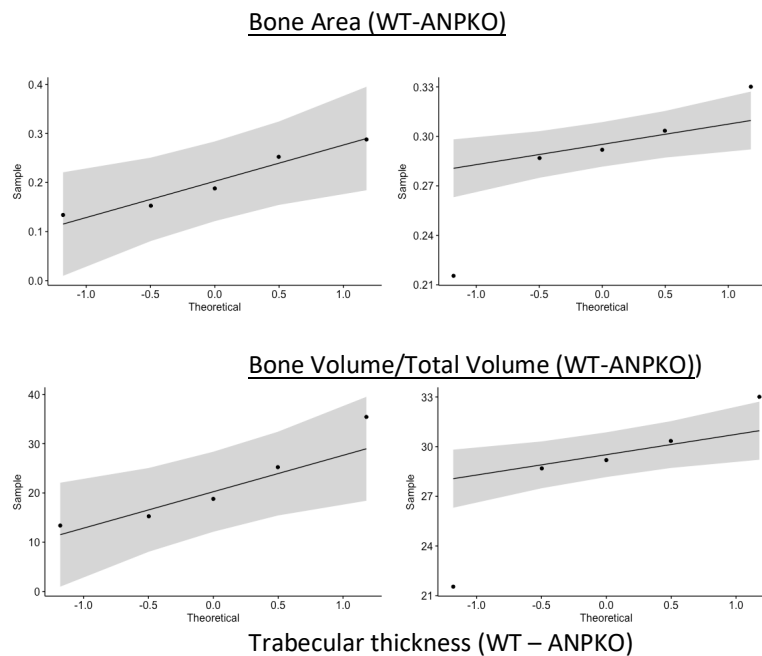 Bone Area (WT-ANPKO)
0.4
0.3
0.2
0.1
0.0
Sample
-1.0 -0.5 0.0 0.5 1.0
Theoretical
0.33
0.30
0.27
0.24
0.21
Sample
-1.0 -0.5 0.0 0.5 1.0
Theoretical
Bone Volume/Total Volume (WT-ANPKO))
40
30
20
10
0
Sample
-1.0 -0.5 0.0 0.5 1.0
Theoretical
33
30
27
24
21
Sample
-1.0 -0.5 0.0 0.5 1.0
Theoretical
Trabecular thickness (WT – ANPKO)